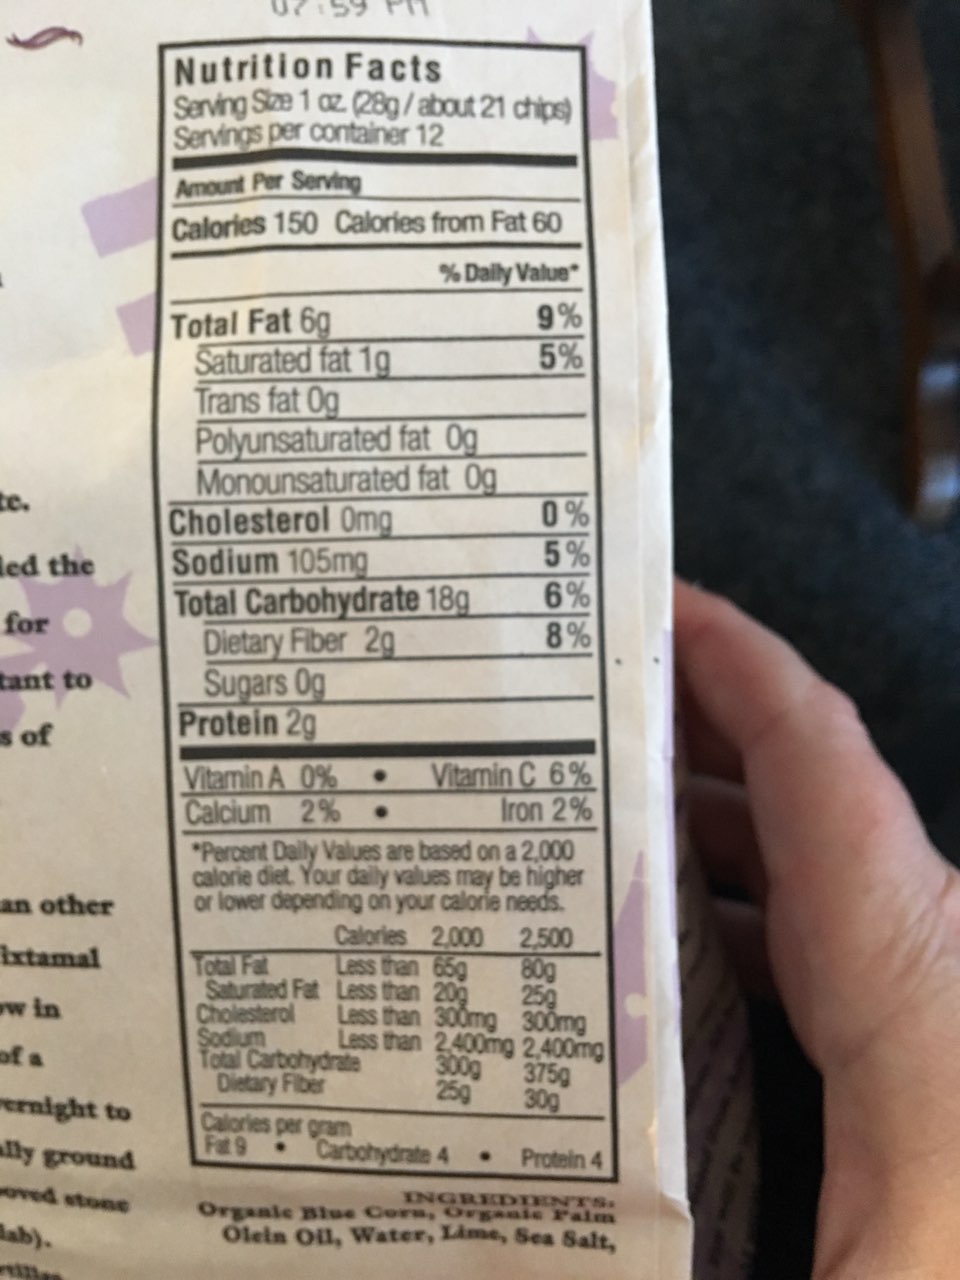 07:59 PM
Nutrition Facts
Serving Size 1 oz. (28g / about 21 chips)
Servings per container 12
Amount Per Serving
Calories 150 Calories from Fat 60
% Daily Value*
Total Fat 6g 9%
Saturated fat 1g 5%
Trans fat 0g
Polyunsaturated fat 0g
Monounsaturated fat 0g
Cholesterol 0mg 0%
Sodium 105mg 5%
Total Carbohydrate 18g 6%
Dietary Fiber 2g 8%
Sugars 0g
Protein 2g
Vitamin A 0% • Vitamin C 6%
Calcium 2% • Iron 2%
*Percent Daily Values are based on a 2,000
calorie diet. Your daily values may be higher
or lower depending on your calorie needs.
Calories 2,000 2,500
Total Fat Less than 65g 80g
Saturated Fat Less than 20g 25g
Cholesterol Less than 300mg 300mg
Sodium Less than 2,400mg 2,400mg
Total Carbohydrate 300g 375g
Dietary Fiber 25g 30g
Calories per gram
Fat 9 • Carbohydrate 4 • Protein 4
INGREDIENTS:
Organic Blue Corn, Organic Palm
Olein Oil, Water, Lime, Sea Salt,
te.
led the
for
tant to
s of
an other
ixtamal
ow in
of a
ernight to
ally ground
oved stone
lab).